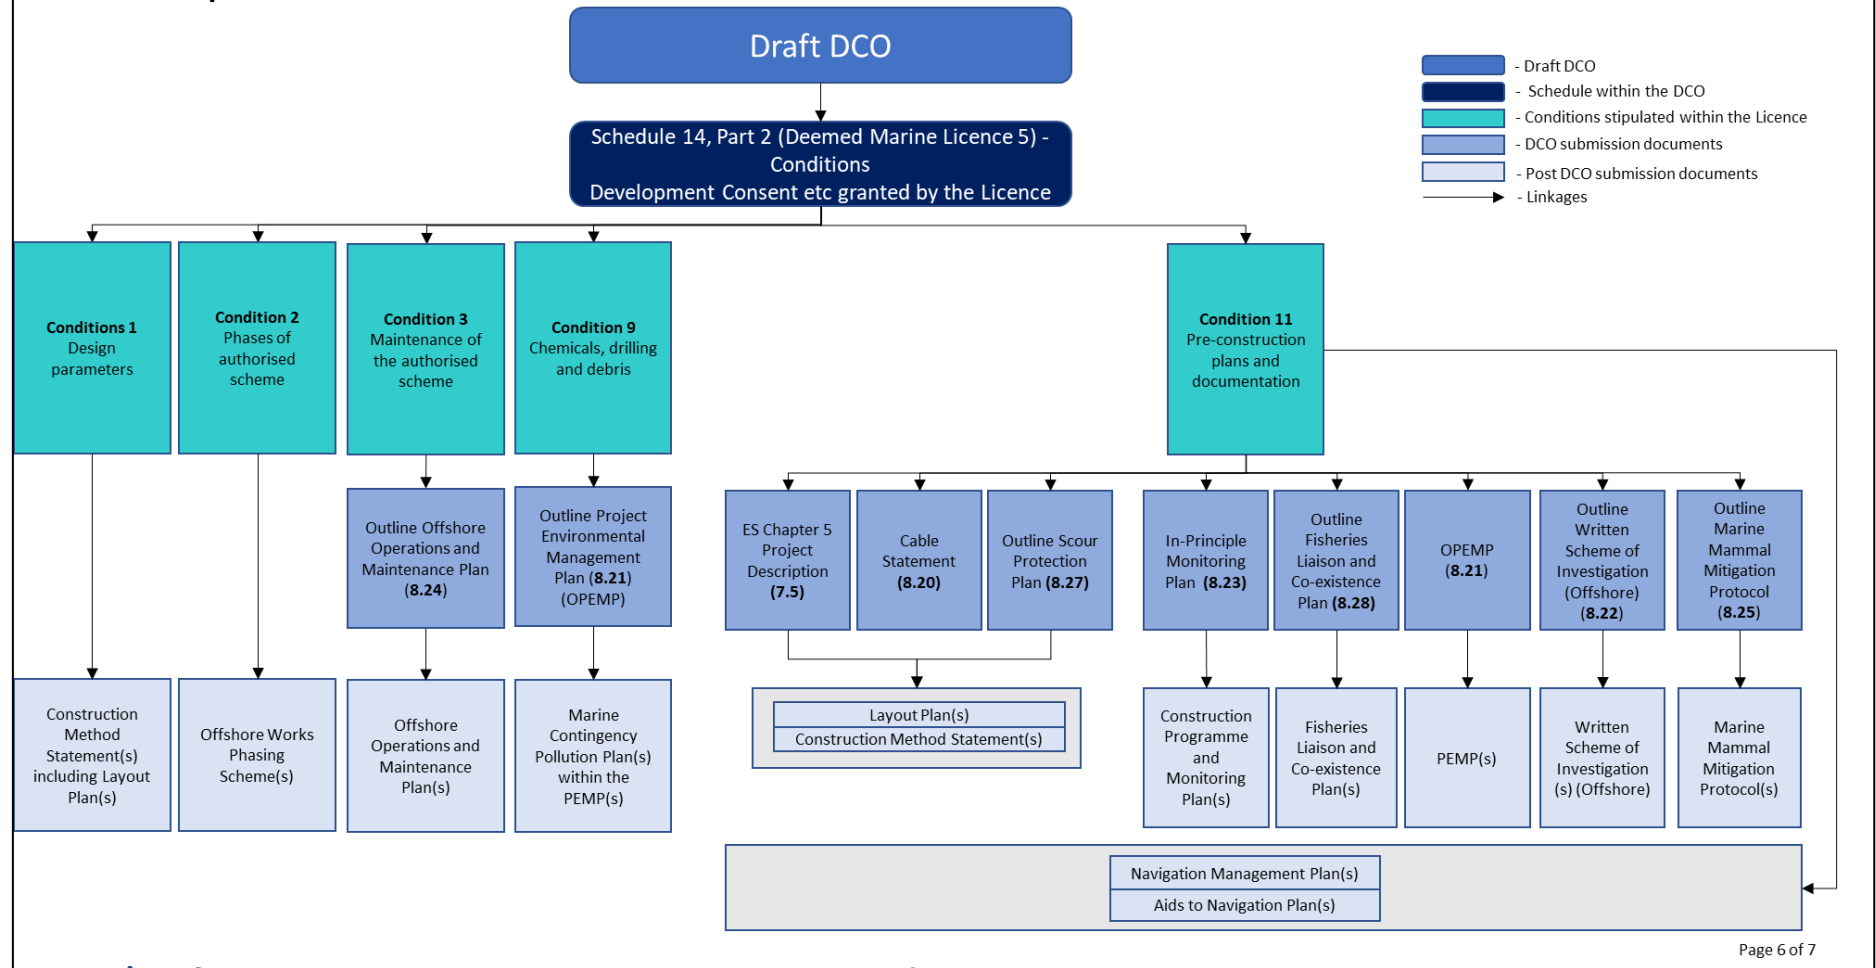 Draft DCO
Schedule 14, Part 2 (Deemed Marine Licence 5) -
Conditions
Development Consent etc granted by the Licence
- Draft DCO
- Schedule within the DCO
- Conditions stipulated within the Licence
- DCO submission documents
- Post DCO submission documents
- Linkages
Conditions 1
Design
parameters
Condition 2
Phases of
authorised
scheme
Condition 3
Maintenance of
the authorised
scheme
Condition 9
Chemicals, drilling
and debris
Condition 11
Pre-construction
plans and
documentation
Outline Offshore
Operations and
Maintenance Plan
(8.24)
Outline Project
Environmental
Management
Plan (8.21)
(OPEMP)
ES Chapter 5
Project
Description
(7.5)
Cable
Statement
(8.20)
Outline Scour
Protection
Plan (8.27)
In-Principle
Monitoring
Plan (8.23)
Outline
Fisheries
Liaison and
Co-existence
Plan (8.28)
OPEMP
(8.21)
Outline
Written
Scheme of
Investigation
(Offshore)
(8.22)
Outline
Marine
Mammal
Mitigation
Protocol
(8.25)
Construction
Method
Statement(s)
including Layout
Plan(s)
Offshore Works
Phasing
Scheme(s)
Offshore
Operations and
Maintenance
Plan(s)
Marine
Contingency
Pollution Plan(s)
within the
PEMP(s)
Layout Plan(s)
Construction Method Statement(s)
Construction
Programme
and
Monitoring
Plan(s)
Fisheries
Liaison and
Co-existence
Plan(s)
PEMP(s)
Written
Scheme of
Investigation
(s) (Offshore)
Marine
Mammal
Mitigation
Protocol(s)
Navigation Management Plan(s)
Aids to Navigation Plan(s)
Page 6 of 7